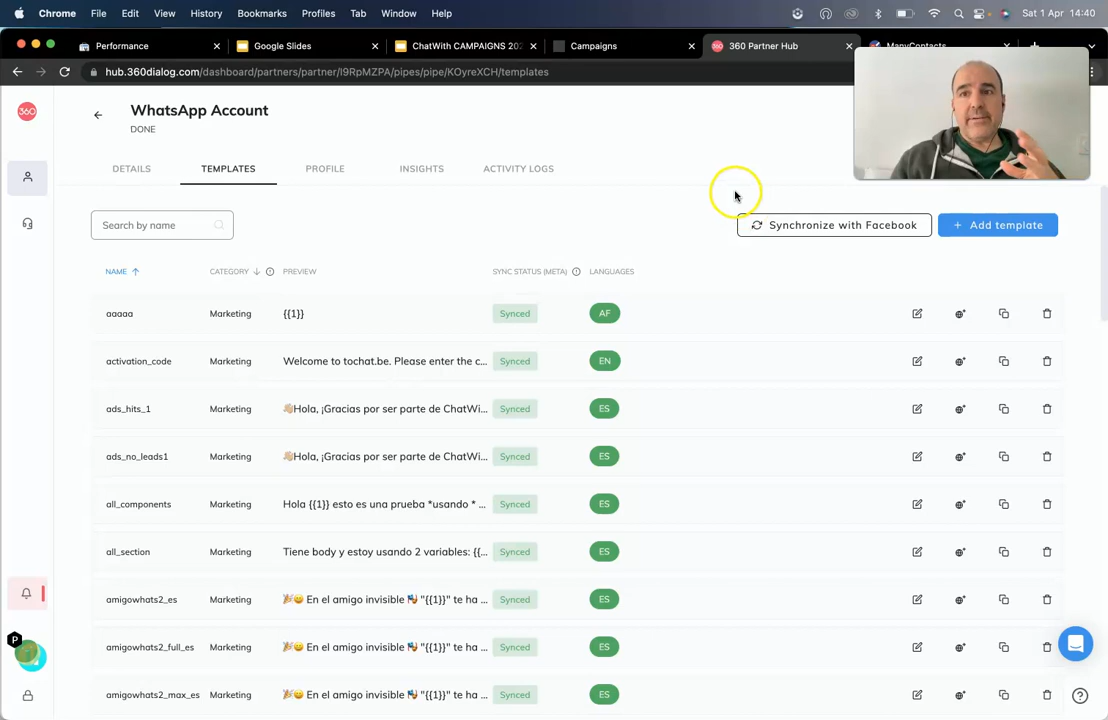 Chrome File Edit View History Bookmarks Profiles Tab Window Help Sat 1 Apr 14:40
Performance Google Slides ChatWith CAMPAIGNS 202 Campaigns 360 Partner Hub ManyContacts
hub.360dialog.com/dashboard/partners/partner/I9RpMZPA/pipes/pipe/KOyreXCH/templates
360
WhatsApp Account
DONE
DETAILS TEMPLATES PROFILE INSIGHTS ACTIVITY LOGS
Search by name Synchronize with Facebook + Add template
NAME CATEGORY PREVIEW SYNC STATUS (META) LANGUAGES
aaaaa Marketing {{1}} Synced AF
activation_code Marketing Welcome to tochat.be. Please enter the c... Synced EN
ads_hits_1 Marketing 👋🏼Hola, ¡Gracias por ser parte de ChatWi... Synced ES
ads_no_leads1 Marketing 👋🏼Hola, ¡Gracias por ser parte de ChatWi... Synced ES
all_components Marketing Hola {{1}} esto es una prueba *usando * ... Synced ES
all_section Marketing Tiene body y estoy usando 2 variables: {{... Synced ES
amigowhats2_es Marketing 🎉😀 En el amigo invisible 📬 "{{1}}" te ha ... Synced ES
amigowhats2_full_es Marketing 🎉😀 En el amigo invisible 📬 "{{1}}" te ha ... Synced ES
amigowhats2_max_es Marketing 🎉😀 En el amigo invisible 📬 "{{1}}" te ha ... Synced ES
P